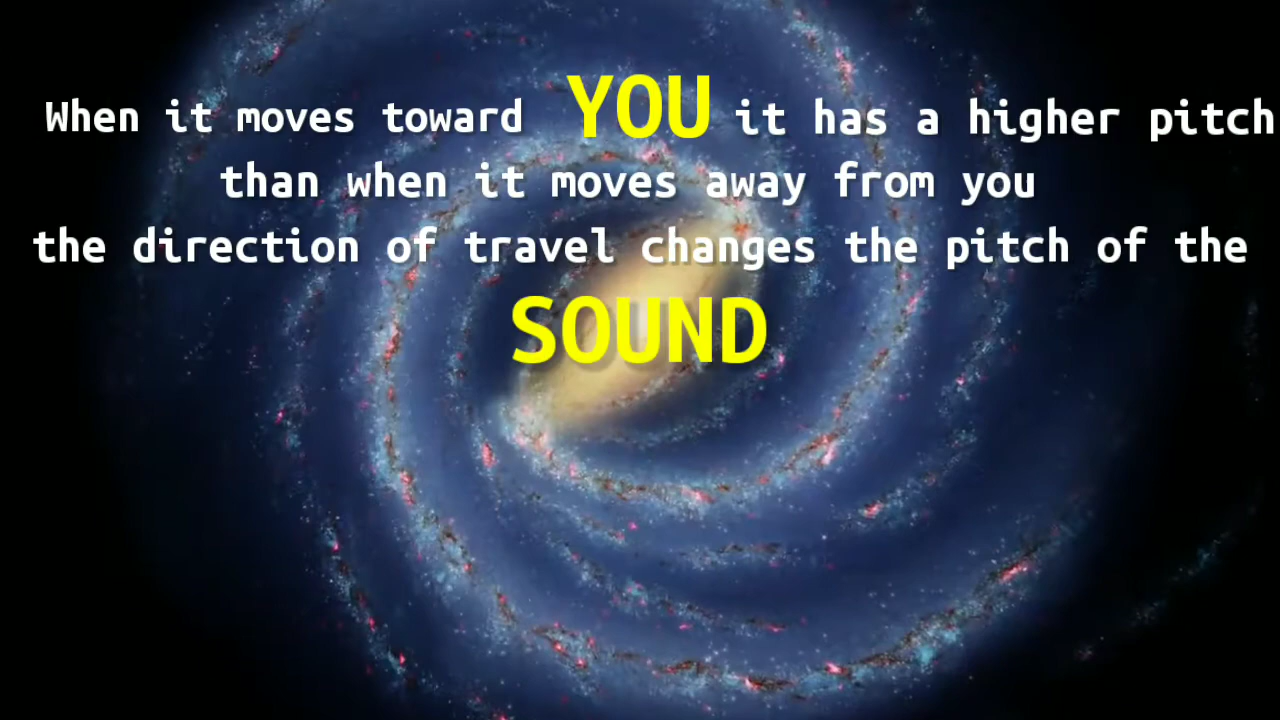 When it moves toward YOU it has a higher pitch
than when it moves away from you
the direction of travel changes the pitch of the
SOUND